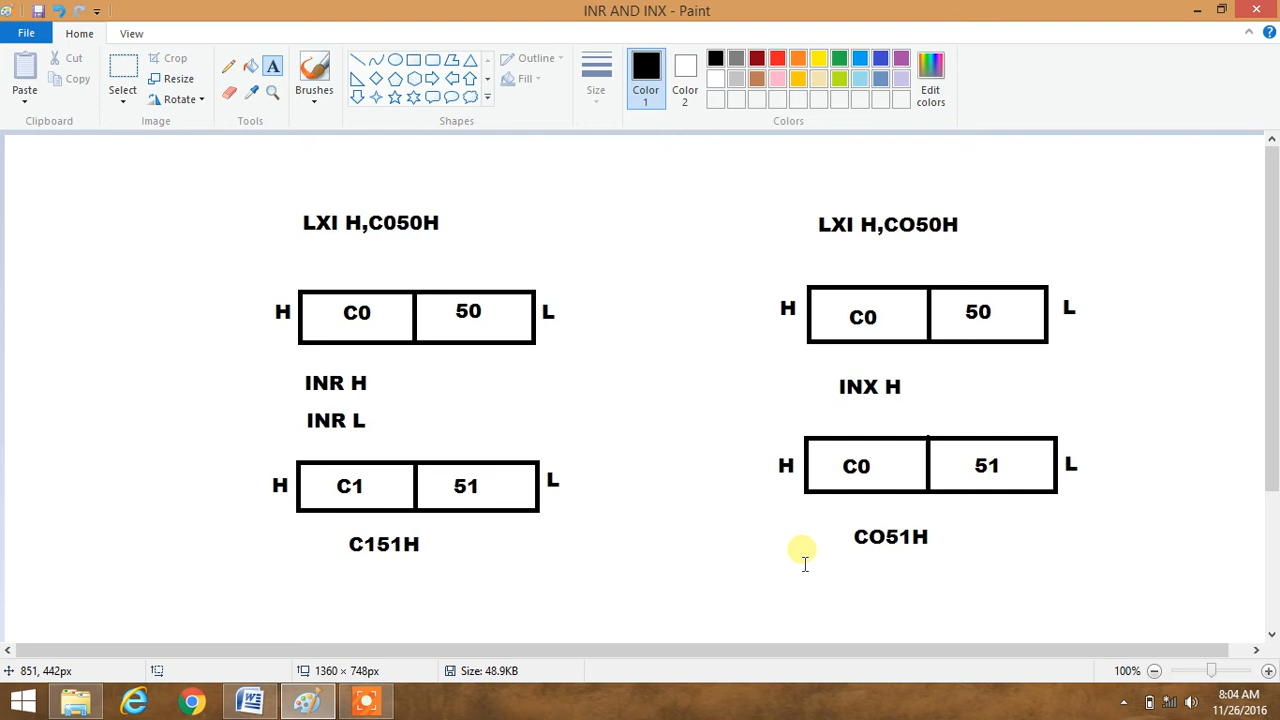 INR AND INX - Paint
File
Home
View
Paste
Cut
Copy
Clipboard
Select
Crop
Resize
Rotate
Image
A
Tools
Brushes
Shapes
Outline
Fill
Size
Color
1
Color
2
Edit
colors
Colors
LXI H,C050H
H
C0
50
L
INR H
INR L
H
C1
51
L
C151H
LXI H,CO50H
H
C0
50
L
INX H
H
C0
51
L
CO51H
851, 442px
1360 × 748px
Size: 48.9KB
100%
8:04 AM
11/26/2016